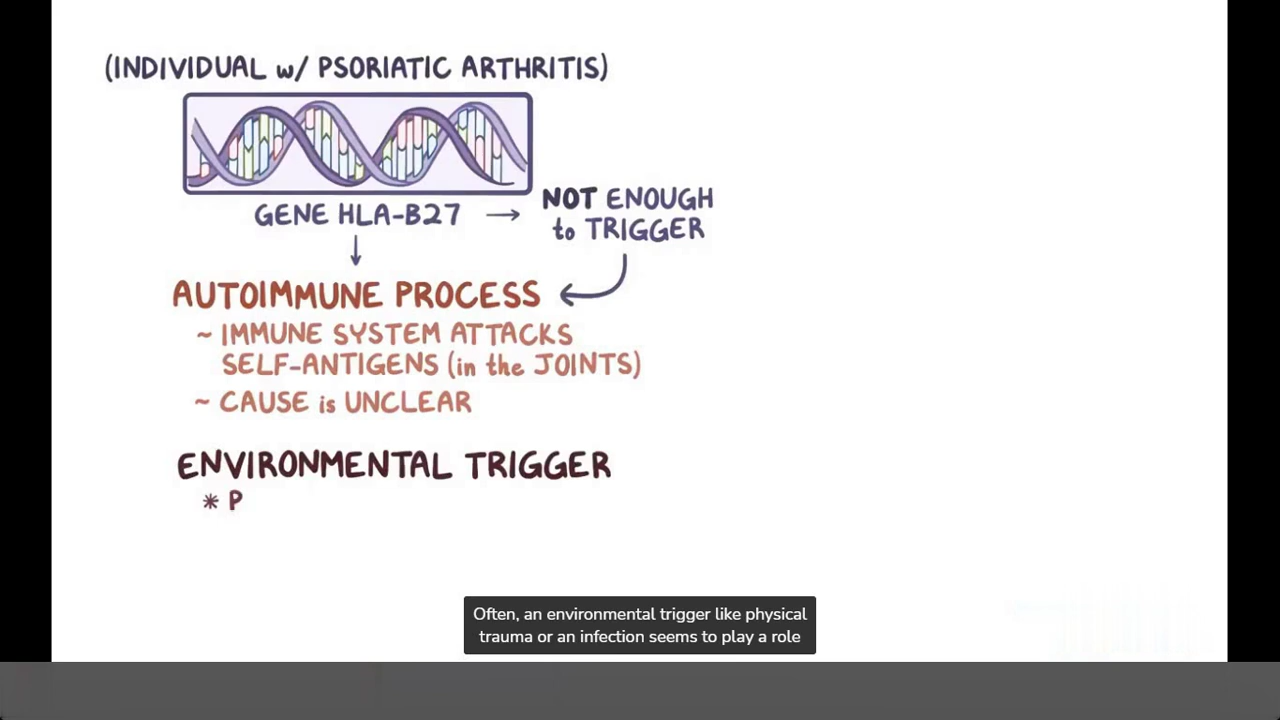 (INDIVIDUAL w/ PSORIATIC ARTHRITIS)
GENE HLA-B27 → NOT ENOUGH
to TRIGGER
AUTOIMMUNE PROCESS
~ IMMUNE SYSTEM ATTACKS
SELF-ANTIGENS (in the JOINTS)
~ CAUSE is UNCLEAR
ENVIRONMENTAL TRIGGER
* P
Often, an environmental trigger like physical
trauma or an infection seems to play a role